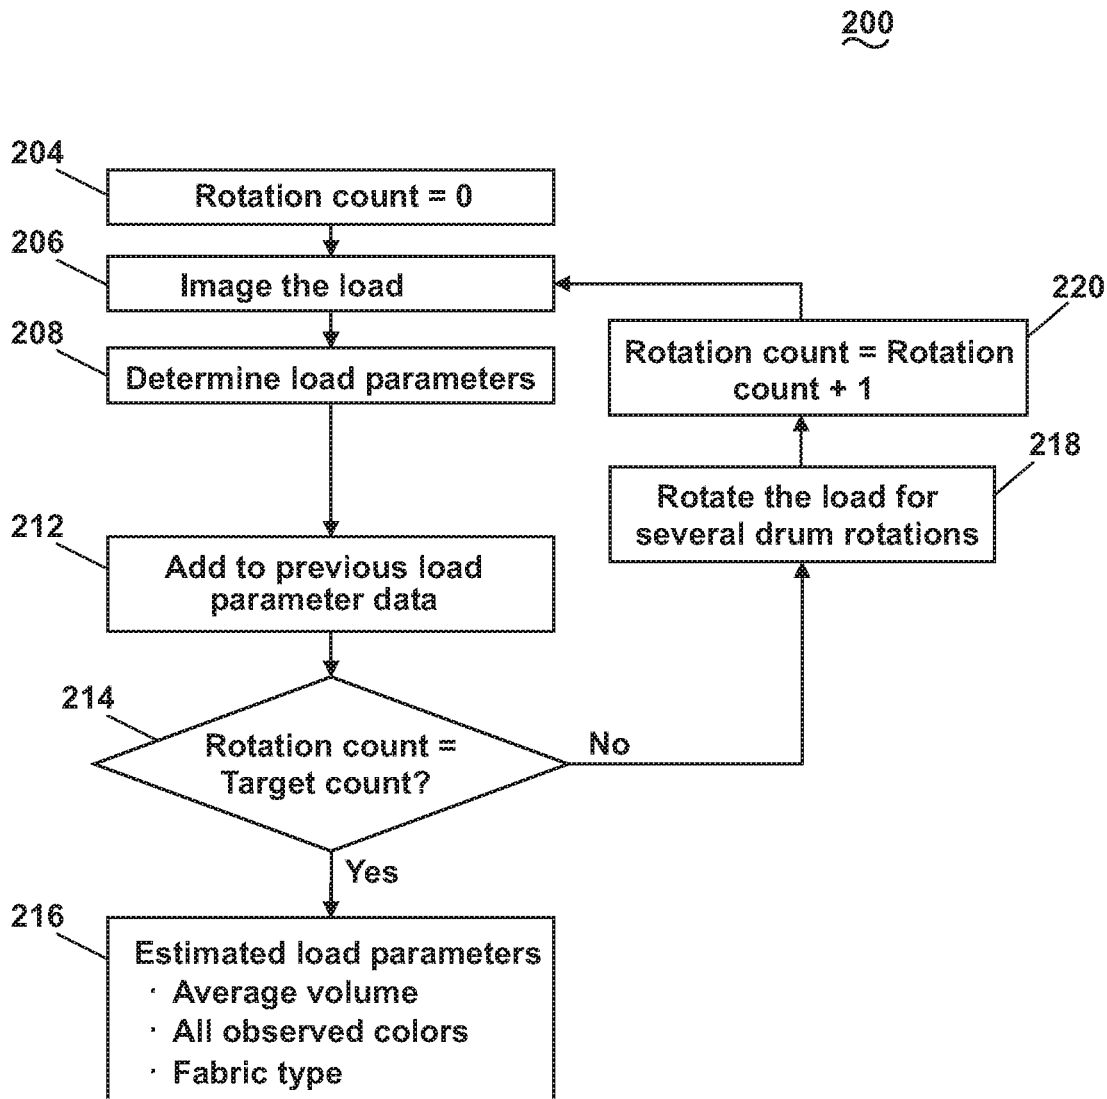 200
204
Rotation count = 0
206
Image the load
220
208
Rotation count = Rotation
count + 1
Determine load parameters
218
Rotate the load for
several drum rotations
212
Add to previous load
parameter data
214
Rotation count =
Target count?
No
Yes
216
Estimated load parameters
· Average volume
· All observed colors
· Fabric type